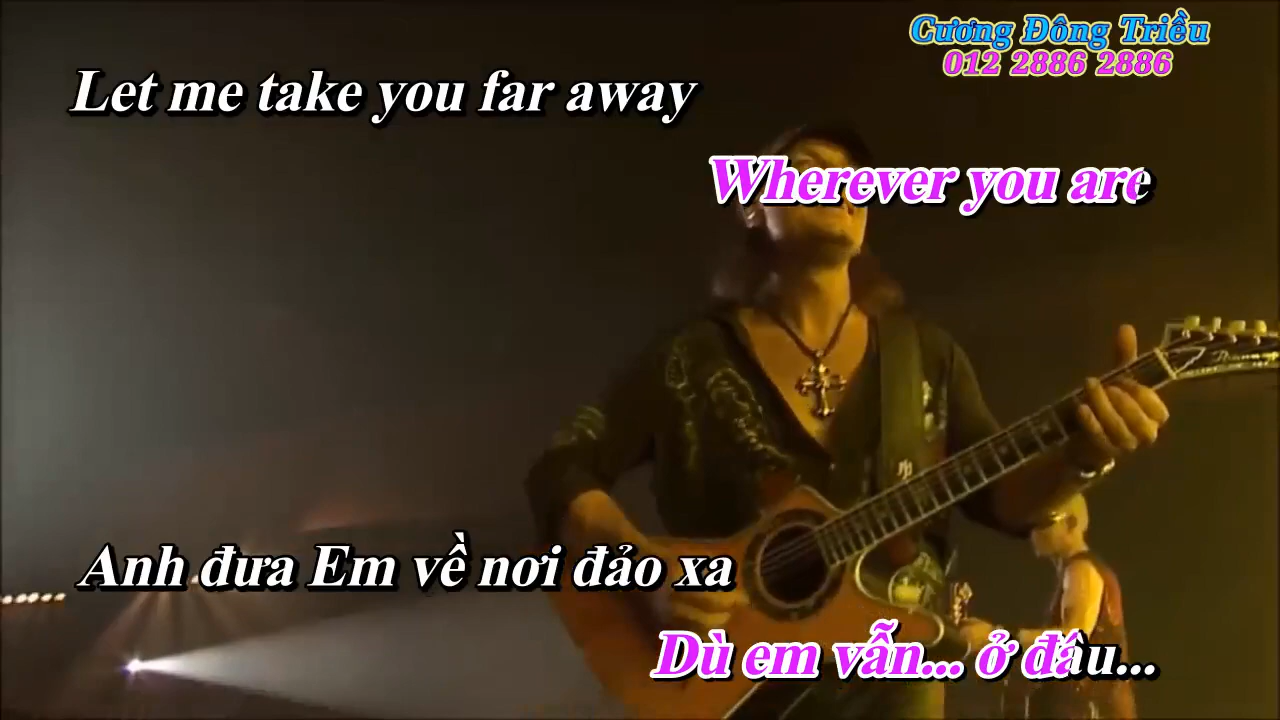 Cương Đông Triều
012 2886 2886
Let me take you far away
Wherever you are
Anh đưa Em về nơi đảo xa
Dù em vẫn... ở đâu...